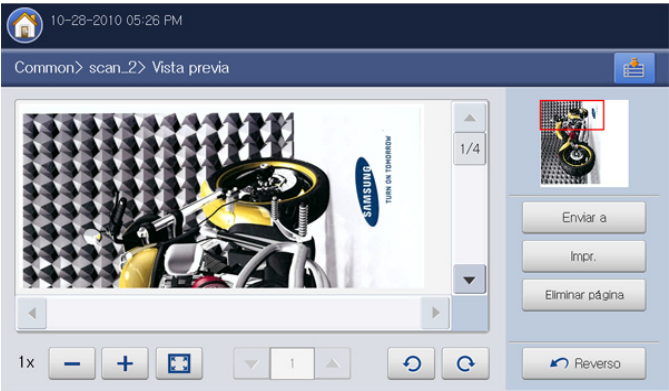 10-28-2010 05:26 PM
Common> scan_2> Vista previa
SAMSUNG
TURN ON TOMORROW
1/4
Enviar a
Impr.
Eliminar página
1x
1
Reverso